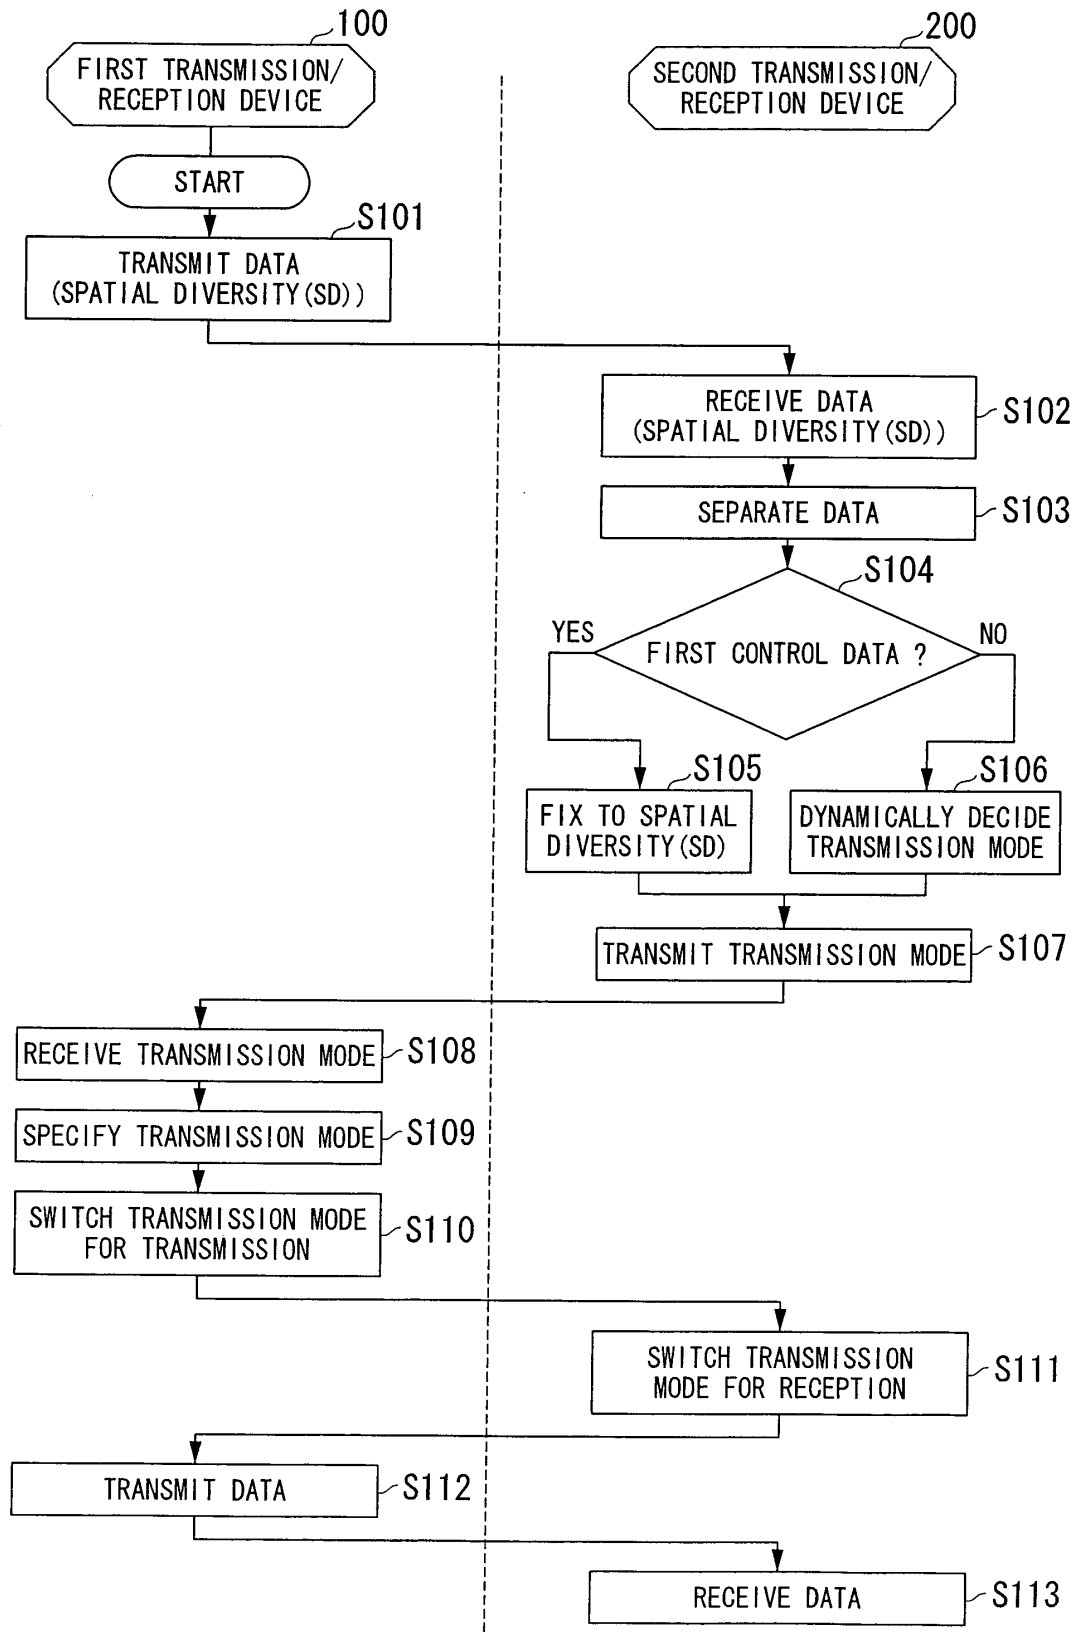 100
FIRST TRANSMISSION/
RECEPTION DEVICE
200
SECOND TRANSMISSION/
RECEPTION DEVICE
START
S101
TRANSMIT DATA
(SPATIAL DIVERSITY(SD))
RECEIVE DATA
(SPATIAL DIVERSITY(SD))
S102
SEPARATE DATA
S103
S104
YES
FIRST CONTROL DATA ?
NO
S105
FIX TO SPATIAL
DIVERSITY(SD)
S106
DYNAMICALLY DECIDE
TRANSMISSION MODE
TRANSMIT TRANSMISSION MODE
S107
RECEIVE TRANSMISSION MODE
S108
SPECIFY TRANSMISSION MODE
S109
SWITCH TRANSMISSION MODE
FOR TRANSMISSION
S110
SWITCH TRANSMISSION
MODE FOR RECEPTION
S111
TRANSMIT DATA
S112
RECEIVE DATA
S113